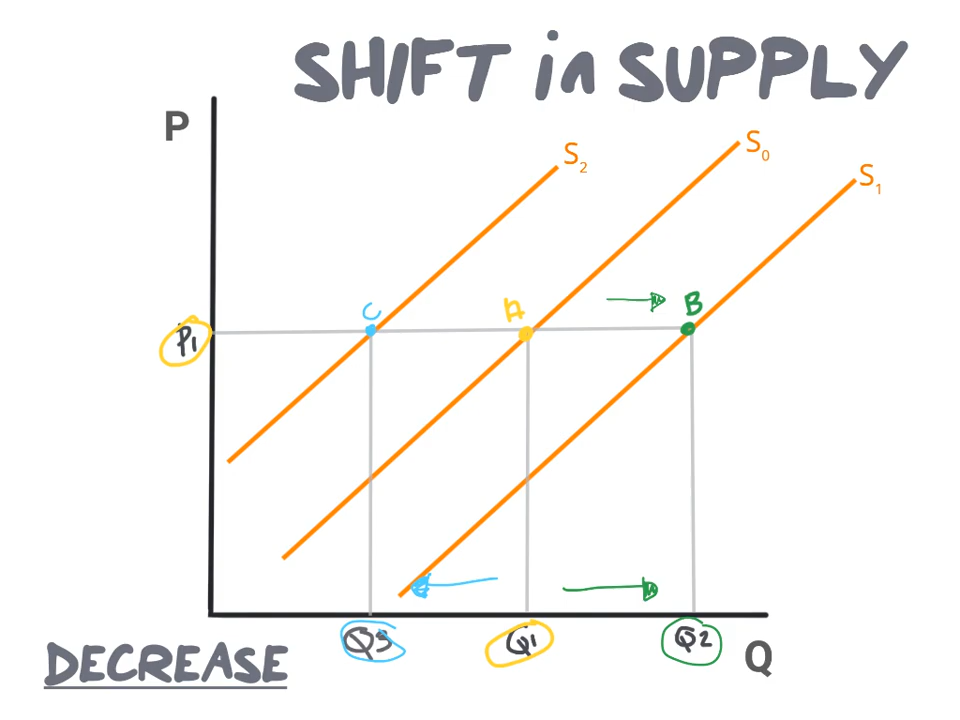 SHIFT in SUPPLY
P
S2
S0
S1
C
A
B
P1
Q3
Q1
Q2
Q
DECREASE